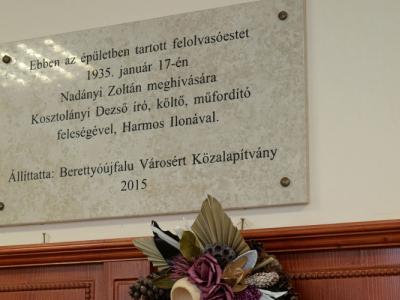 Ebben az épületben tartott felolvasóestet
1935. január 17-én
Nadányi Zoltán meghívására
Kosztolányi Dezső író, költő, műfordító
feleségével, Harmos Ilonával.
Állíttatta: Berettyóújfalu Városért Közalapítvány
2015